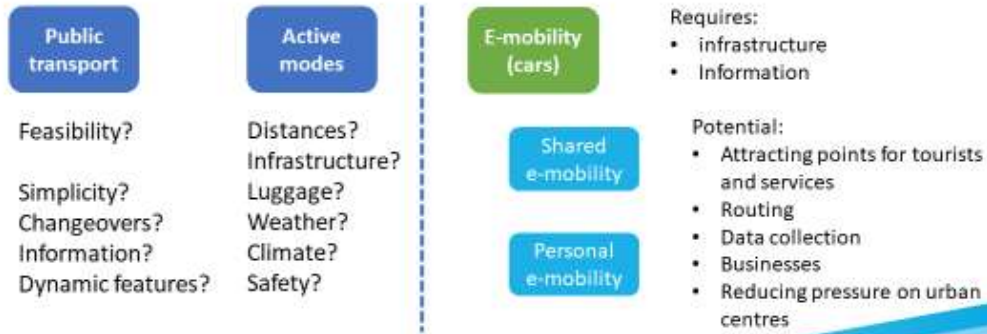 Public
transport
Feasibility?
Simplicity?
Changeovers?
Information?
Dynamic features?
Active
modes
Distances?
Infrastructure?
Luggage?
Weather?
Climate?
Safety?
E-mobility
(cars)
Shared
e-mobility
Personal
e-mobility
Requires:
• infrastructure
• Information
Potential:
• Attracting points for tourists
and services
• Routing
• Data collection
• Businesses
• Reducing pressure on urban
centres